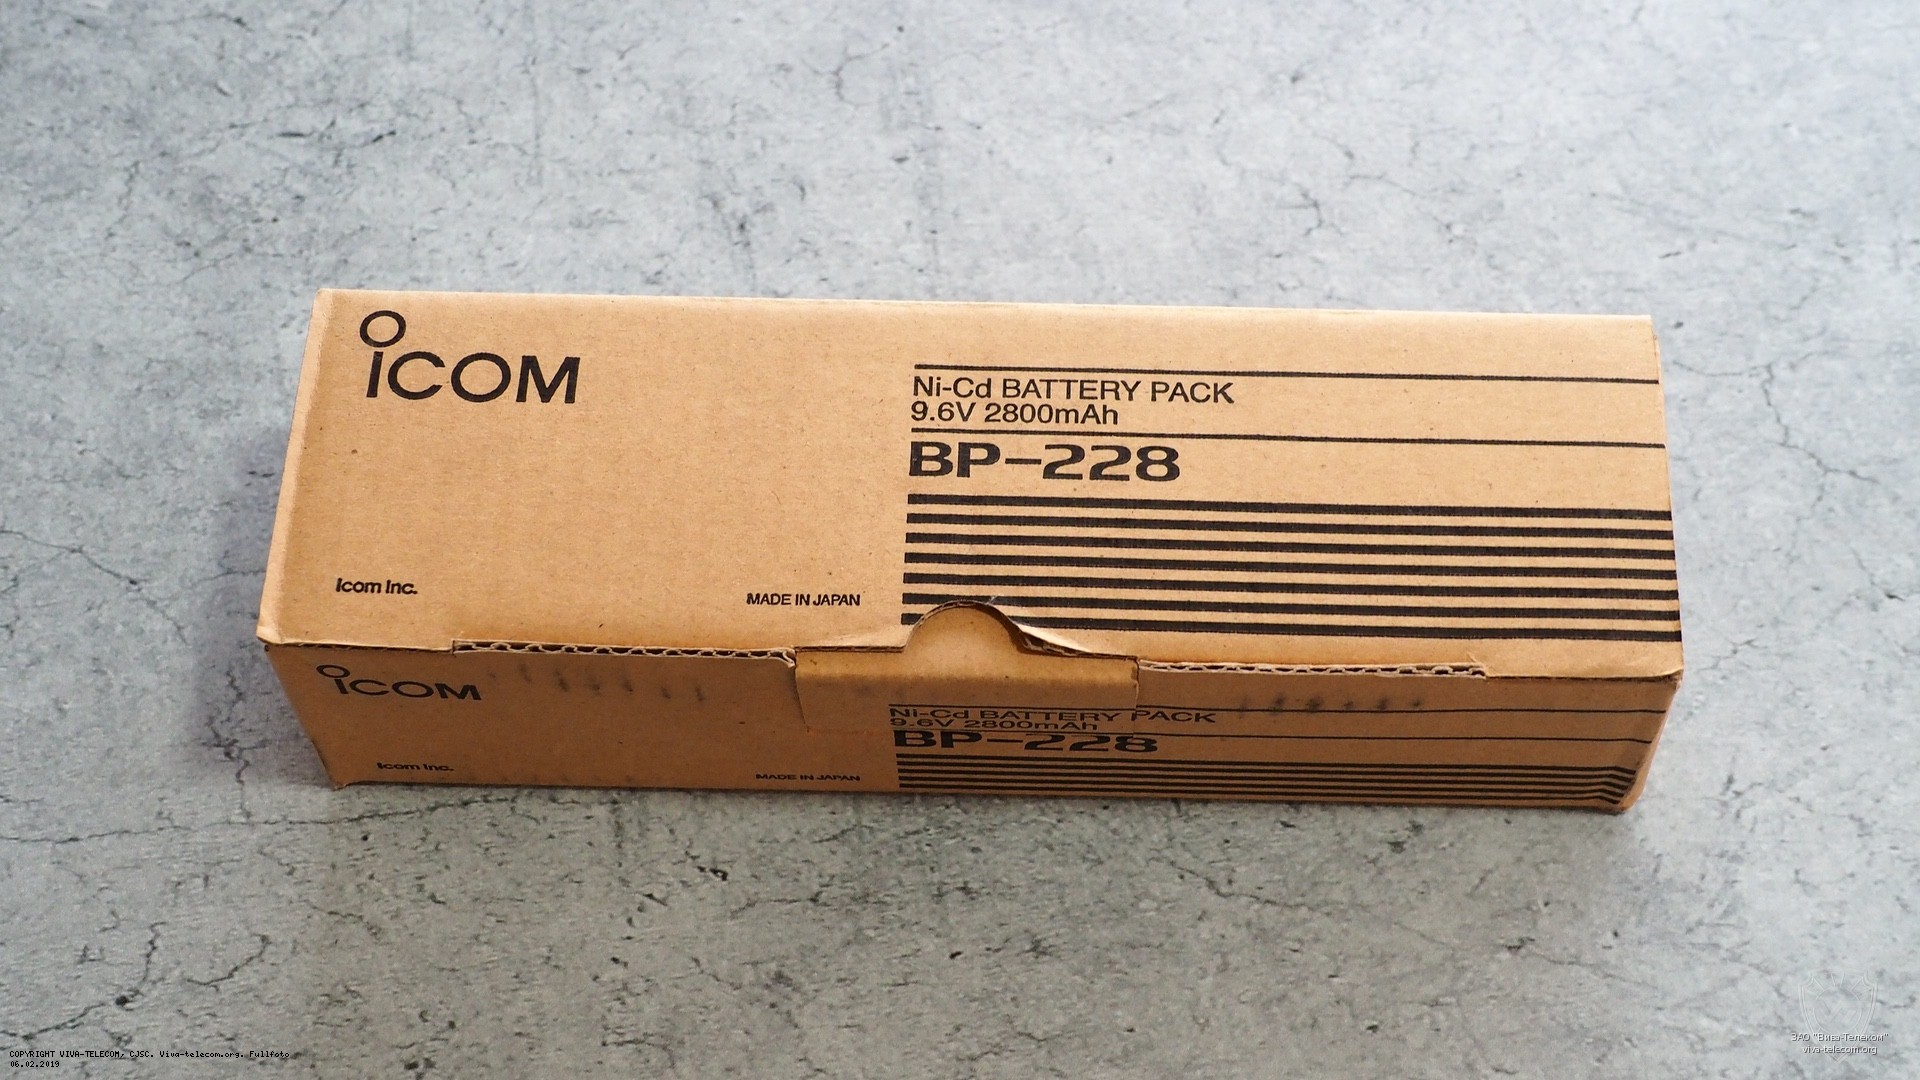 ICOM
Ni-Cd BATTERY PACK
9.6V 2800mAh
BP-228
Icom Inc.
MADE IN JAPAN
ICOM
Ni-Cd BATTERY PACK
9.6V 2800mAh
BP-228
Icom Inc.
MADE IN JAPAN
COPYRIGHT VIVA-TELECOM, CJSC. Viva-telecom.org. Fullfoto
06.02.2019
ЗАО "Вива-Телеком"
viva-telecom.org